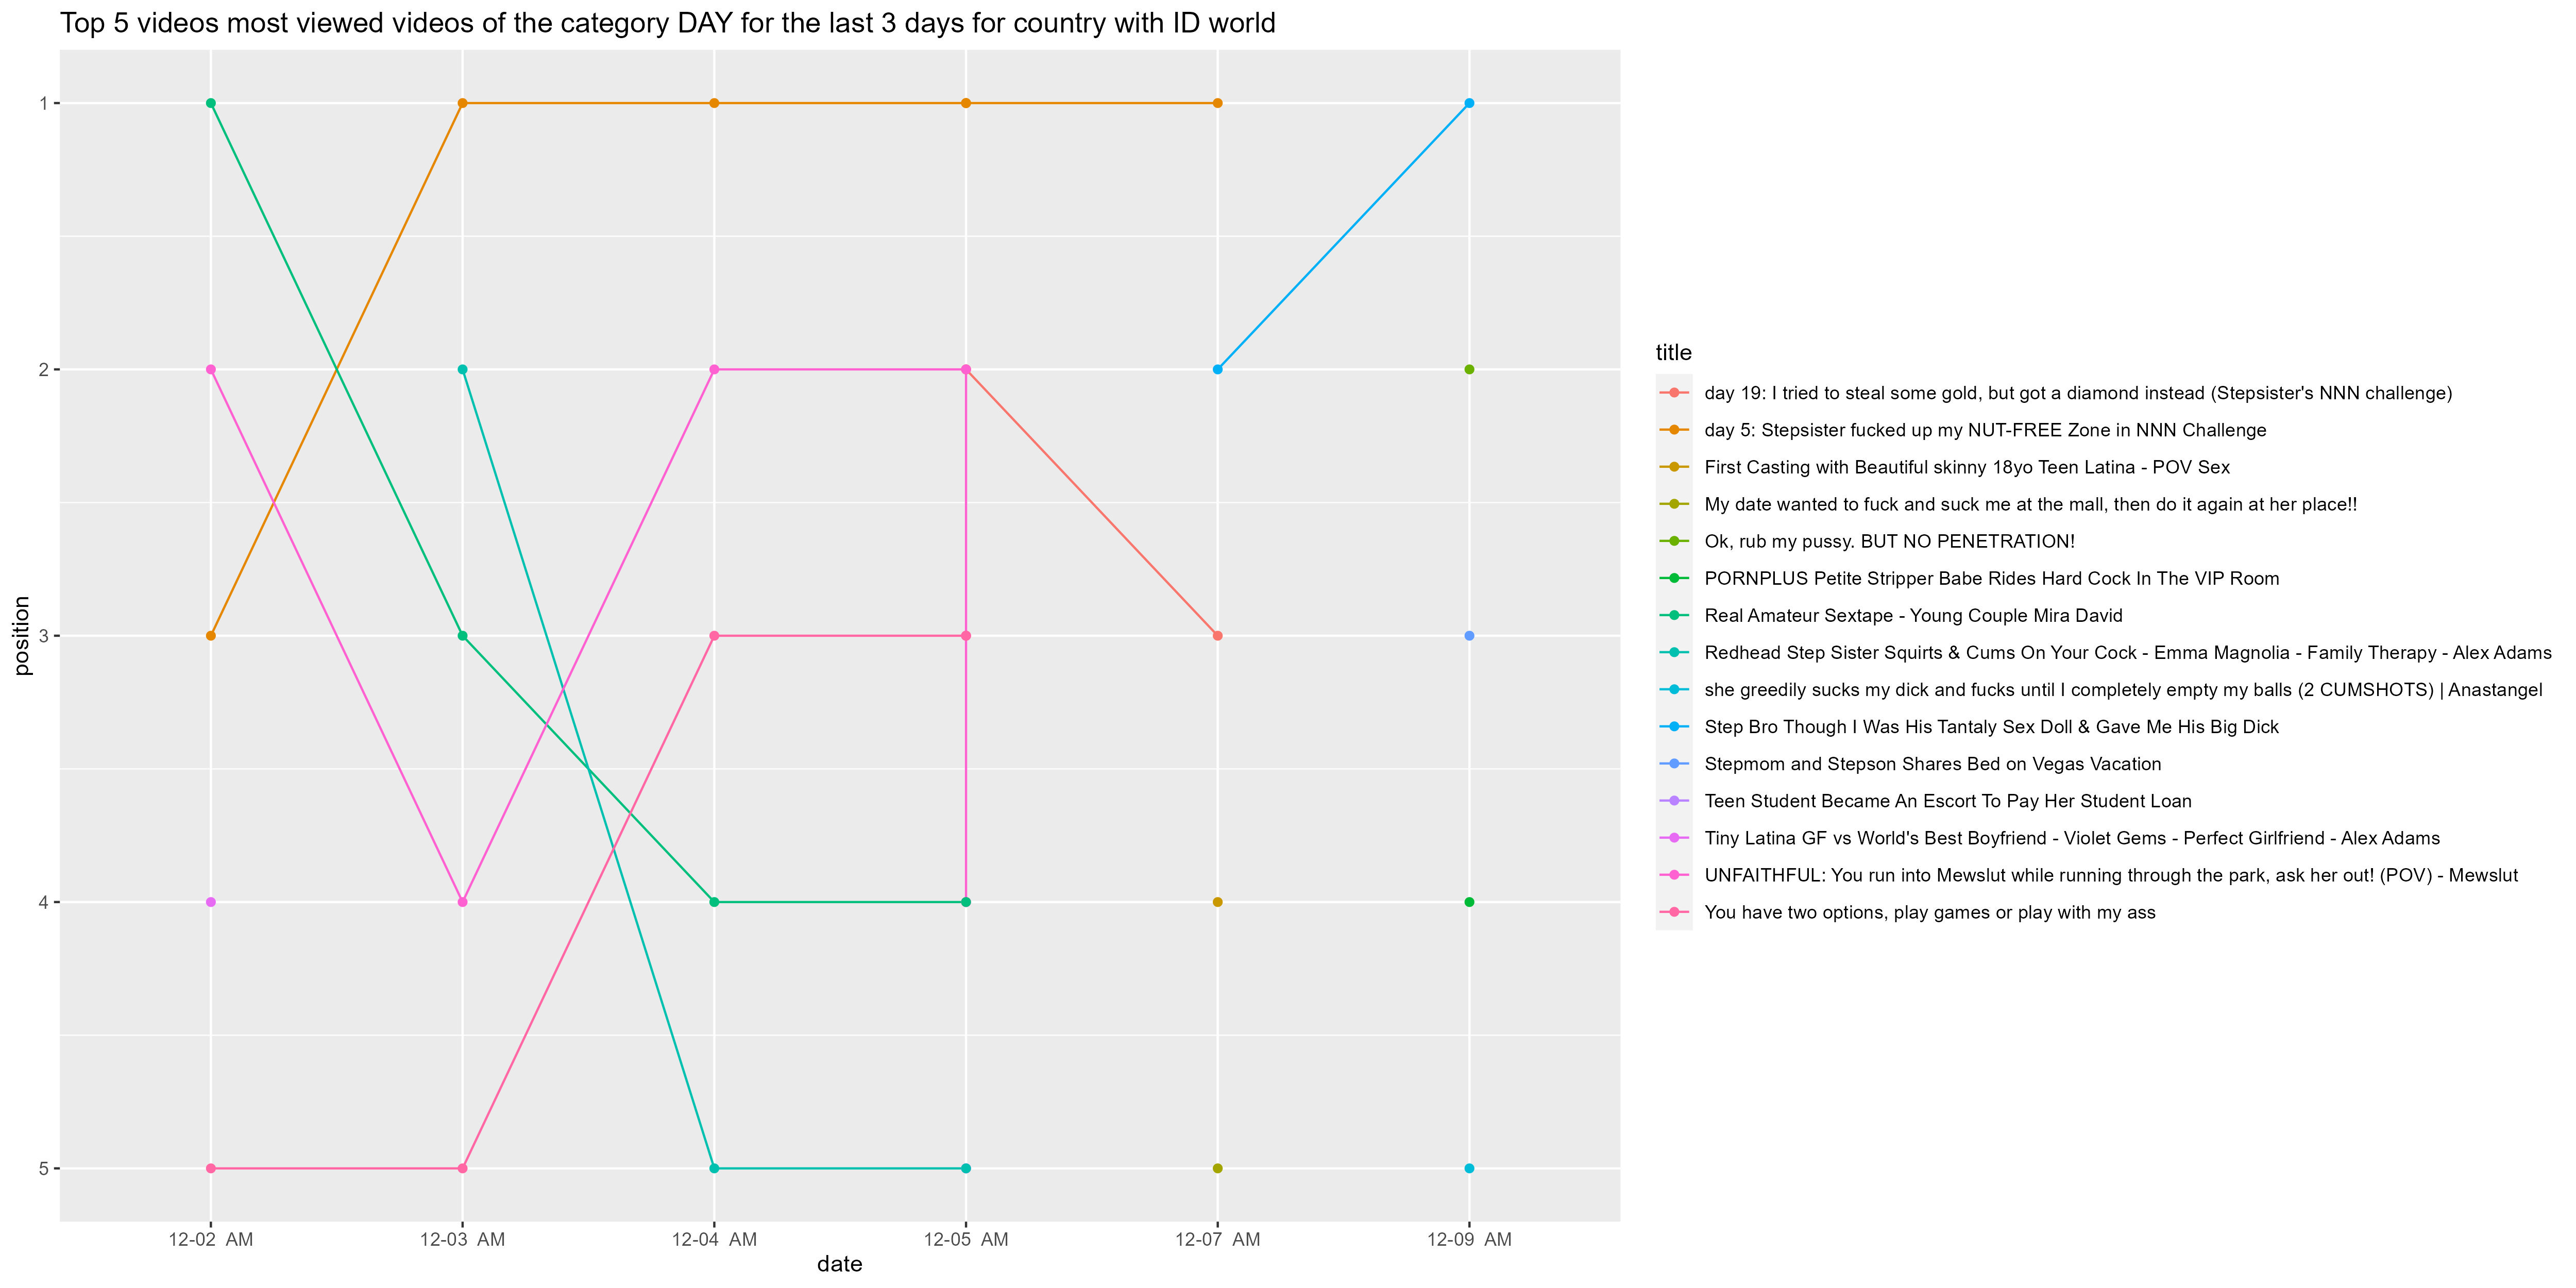 Top 5 videos most viewed videos of the category DAY for the last 3 days for country with ID world
position
1
2
3
4
5
12-02 AM
12-03 AM
12-04 AM
12-05 AM
12-07 AM
12-09 AM
date
title
day 19: I tried to steal some gold, but got a diamond instead (Stepsister's NNN challenge)
day 5: Stepsister fucked up my NUT-FREE Zone in NNN Challenge
First Casting with Beautiful skinny 18yo Teen Latina - POV Sex
My date wanted to fuck and suck me at the mall, then do it again at her place!!
Ok, rub my pussy. BUT NO PENETRATION!
PORNPLUS Petite Stripper Babe Rides Hard Cock In The VIP Room
Real Amateur Sextape - Young Couple Mira David
Redhead Step Sister Squirts & Cums On Your Cock - Emma Magnolia - Family Therapy - Alex Adams
she greedily sucks my dick and fucks until I completely empty my balls (2 CUMSHOTS) | Anastangel
Step Bro Though I Was His Tantaly Sex Doll & Gave Me His Big Dick
Stepmom and Stepson Shares Bed on Vegas Vacation
Teen Student Became An Escort To Pay Her Student Loan
Tiny Latina GF vs World's Best Boyfriend - Violet Gems - Perfect Girlfriend - Alex Adams
UNFAITHFUL: You run into Mewslut while running through the park, ask her out! (POV) - Mewslut
You have two options, play games or play with my ass